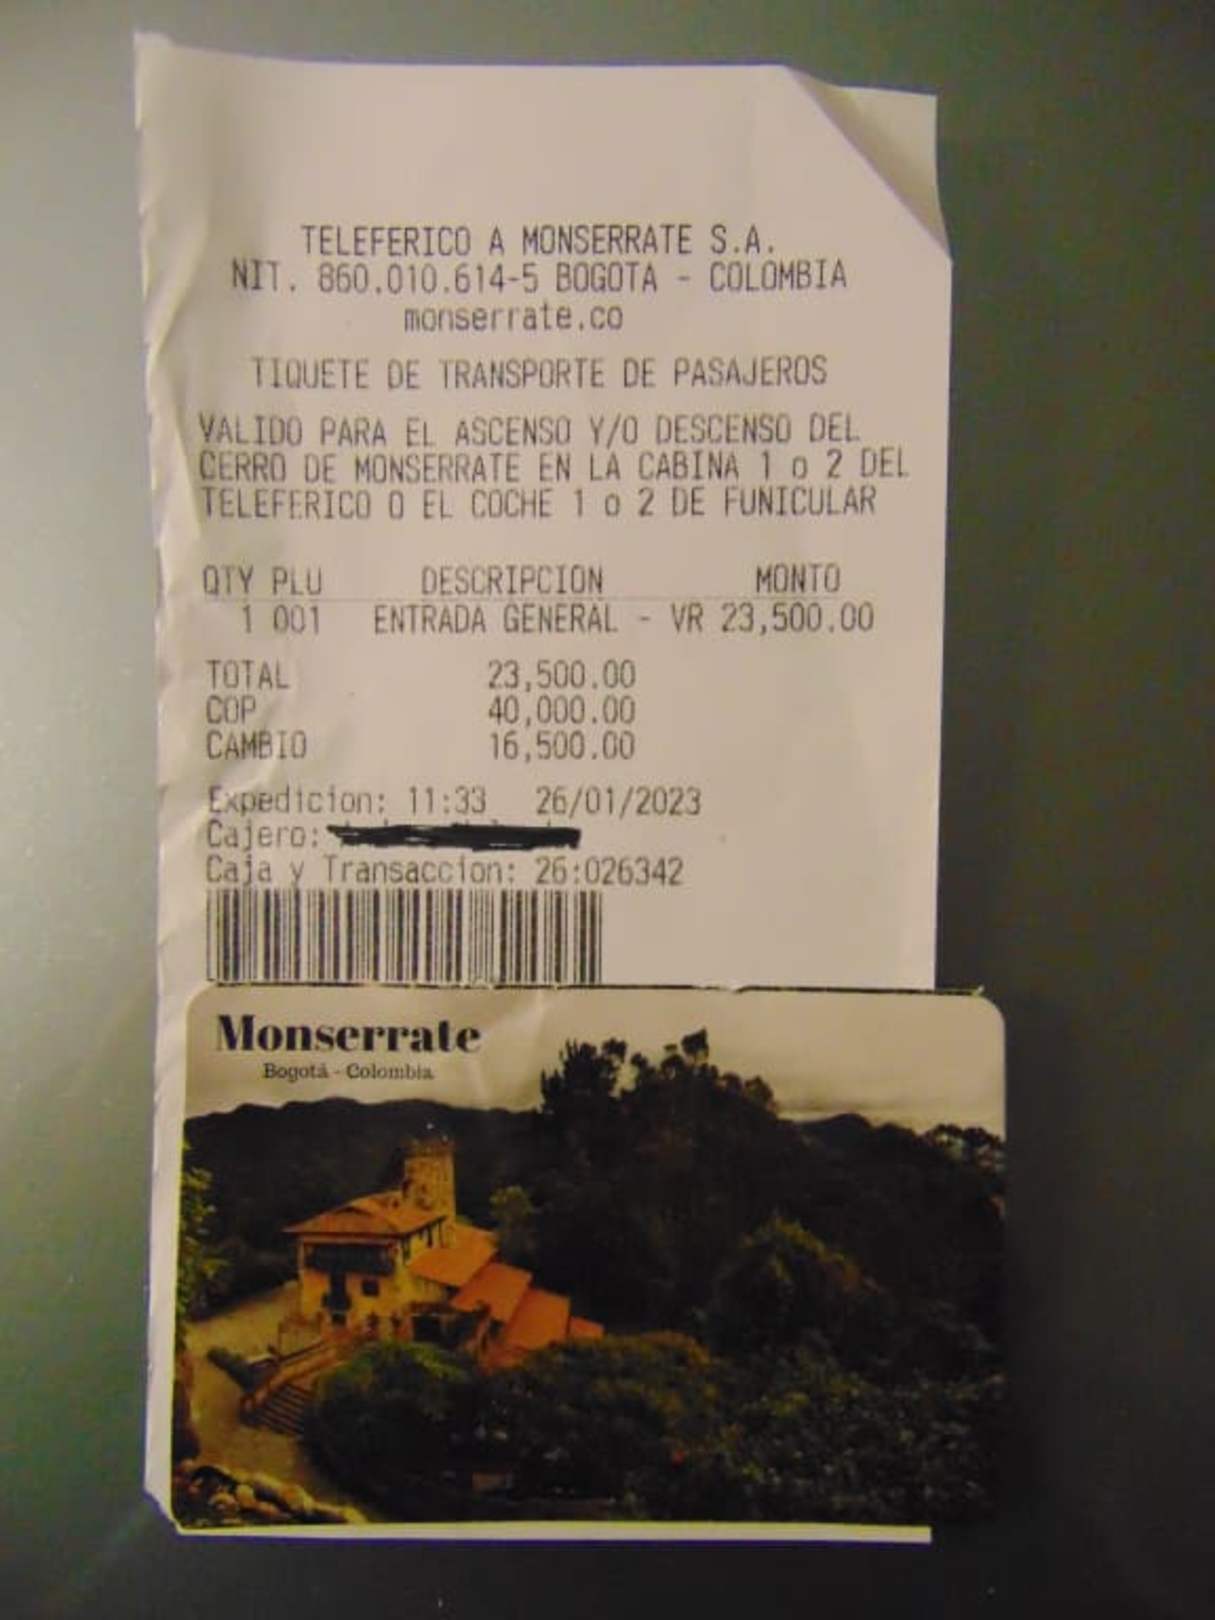 TELEFERICO A MONSERRATE S.A.
NIT. 860.010.614-5 BOGOTA - COLOMBIA
monserrate.co
TIQUETE DE TRANSPORTE DE PASAJEROS
VALIDO PARA EL ASCENSO Y/O DESCENSO DEL
CERRO DE MONSERRATE EN LA CABINA 1 o 2 DEL
TELEFERICO O EL COCHE 1 o 2 DE FUNICULAR
QTY PLU DESCRIPCION MONTO
1 001 ENTRADA GENERAL - VR 23,500.00
TOTAL 23,500.00
COP 40,000.00
CAMBIO 16,500.00
Expedicion: 11:33 26/01/2023
Cajero:
Caja y Transaccion: 26:026342
Monserrate
Bogotá - Colombia